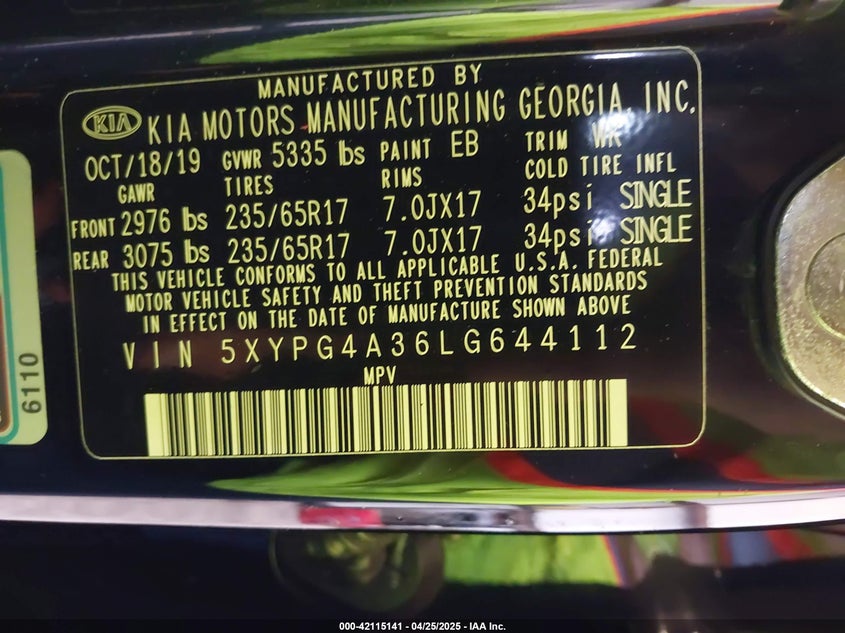 MANUFACTURED BY
KIA KIA MOTORS MANUFACTURING GEORGIA, INC.
OCT/18/19 GVWR 5335 lbs PAINT EB TRIM WK
GAWR TIRES RIMS COLD TIRE INFL
FRONT 2976 lbs 235/65R17 7.0JX17 34psi SINGLE
REAR 3075 lbs 235/65R17 7.0JX17 34psi SINGLE
THIS VEHICLE CONFORMS TO ALL APPLICABLE U.S.A. FEDERAL
MOTOR VEHICLE SAFETY AND THEFT PREVENTION STANDARDS
IN EFFECT ON THE DATE OF MANUFACTURE SHOWN ABOVE
VIN 5XYPG4A36LG644112
MPV
6110
000-42115141 - 04/25/2025 - IAA Inc.